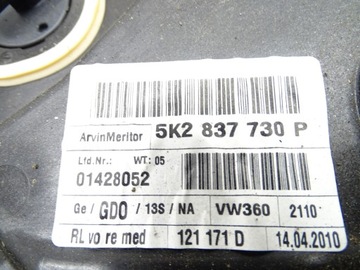 ArvinMeritor 5K2 837 730 P
Lfd.Nr.: WT: 05
01428052
Ge / GDO / 13S / NA VW360 2110
RL vo re med 121 171 D 14.04.2010